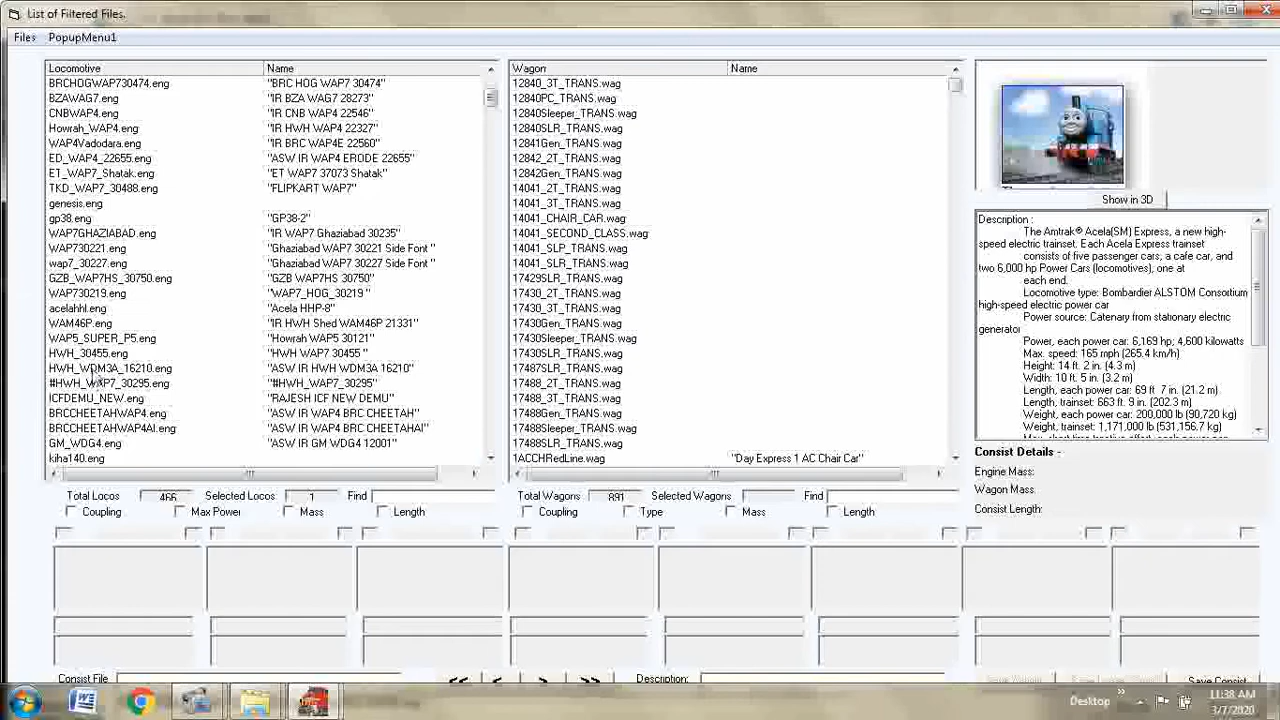 List of Filtered Files.
Files PopupMenu1
Locomotive Name
BRCHOGWAP730474.eng "BRC HOG WAP7 30474"
BZAWAG7.eng "IR BZA WAG7 28273"
CNBWAP4.eng "IR CNB WAP4 22546"
Howrah_WAP4.eng "IR HWH WAP4 22327"
WAP4Vadodara.eng "IR BRC WAP4E 22560"
ED_WAP4_22655.eng "ASW IR WAP4 ERODE 22655"
ET_WAP7_Shatak.eng "ET WAP7 37073 Shatak"
TKD_WAP7_30488.eng "FLIPKART WAP7"
genesis.eng
gp38.eng "GP38-2"
WAP7GHAZIABAD.eng "IR WAP7 Ghaziabad 30235"
WAP730221.eng "Ghaziabad WAP7 30221 Side Font "
wap7_30227.eng "Ghaziabad WAP7 30227 Side Font "
GZB_WAP7HS_30750.eng "GZB WAP7HS 30750"
WAP730219.eng "WAP7_HOG_30219 "
acelahhl.eng "Acela HHP-8"
WAM46P.eng "IR HWH Shed WAM46P 21331"
WAP5_SUPER_P5.eng "Howrah WAP5 30121"
HWH_30455.eng "HWH WAP7 30455 "
HWH_WDM3A_16210.eng "ASW IR HWH WDM3A 16210"
#HWH_WAP7_30295.eng "#HWH_WAP7_30295"
ICFDEMU_NEW.eng "RAJESH ICF NEW DEMU"
BRCCHEETAHWAP4.eng "ASW IR WAP4 BRC CHEETAH"
BRCCHEETAHWAP4AI.eng "ASW IR WAP4 BRC CHEETAHAI"
GM_WDG4.eng "ASW IR GM WDG4 12001"
kiha140.eng
Total Locos 466 Selected Locos 1 Find
Coupling Max Power Mass Length
Wagon Name
12840_3T_TRANS.wag
12840PC_TRANS.wag
12840Sleeper_TRANS.wag
12840SLR_TRANS.wag
12841Gen_TRANS.wag
12842_2T_TRANS.wag
12842Gen_TRANS.wag
14041_2T_TRANS.wag
14041_3T_TRANS.wag
14041_CHAIR_CAR.wag
14041_SECOND_CLASS.wag
14041_SLP_TRANS.wag
14041_SLR_TRANS.wag
17429SLR_TRANS.wag
17430_2T_TRANS.wag
17430_3T_TRANS.wag
17430Gen_TRANS.wag
17430Sleeper_TRANS.wag
17430SLR_TRANS.wag
17487SLR_TRANS.wag
17488_2T_TRANS.wag
17488_3T_TRANS.wag
17488Gen_TRANS.wag
17488Sleeper_TRANS.wag
17488SLR_TRANS.wag
1ACCHRedLine.wag "Day Express 1 AC Chair Car"
Total Wagons 891 Selected Wagons Find
Coupling Type Mass Length
Show in 3D
Description :
The Amtrak® Acela(SM) Express, a new high-
speed electric trainset. Each Acela Express trainset
consists of five passenger cars, a cafe car, and
two 6,000 hp Power Cars (locomotives), one at
each end.
Locomotive type: Bombardier ALSTOM Consortium
high-speed electric power car
Power source: Catenary from stationary electric
generator
Power, each power car: 6,169 hp; 4,600 kilowatts
Max. speed: 165 mph (265.4 km/h)
Height: 14 ft. 2 in. (4.3 m)
Width: 10 ft. 5 in. (3.2 m)
Length, each power car: 69 ft. 7 in. (21.2 m)
Length, trainset: 663 ft. 9 in. (202.3 m)
Weight, each power car: 200,000 lb (90,720 kg)
Weight, trainset: 1,171,000 lb (531,156.7 kg)
Consist Details -
Engine Mass:
Wagon Mass
Consist Length:
Consist File << < > >> Description: Save Consist
Desktop
11:38 AM
3/7/2020